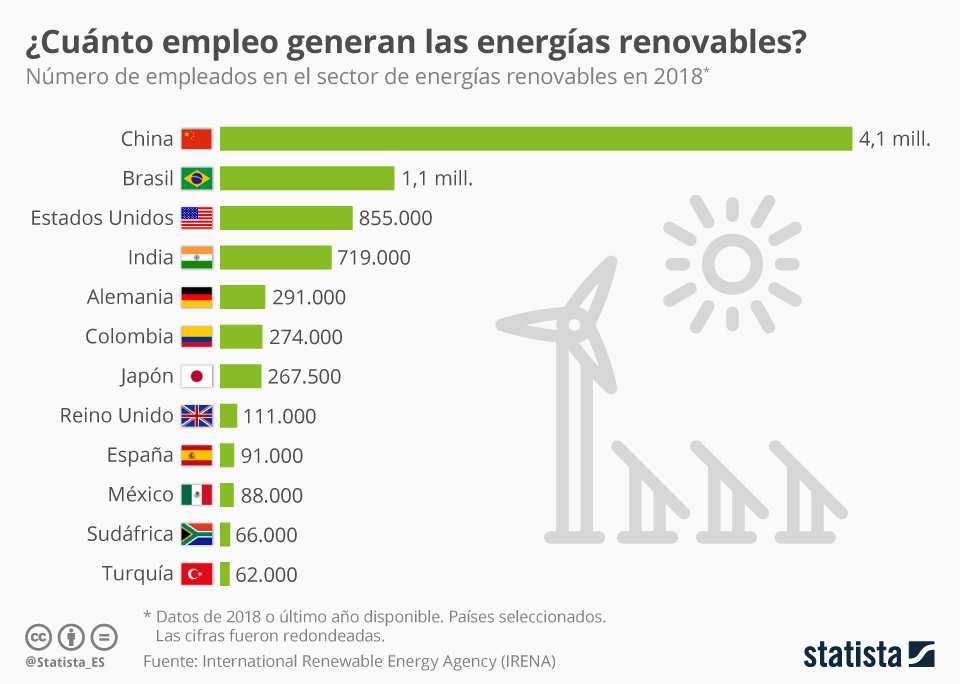 ¿Cuánto empleo generan las energías renovables?
Número de empleados en el sector de energías renovables en 2018*
China 4,1 mill.
Brasil 1,1 mill.
Estados Unidos 855.000
India 719.000
Alemania 291.000
Colombia 274.000
Japón 267.500
Reino Unido 111.000
España 91.000
México 88.000
Sudáfrica 66.000
Turquía 62.000
* Datos de 2018 o último año disponible. Países seleccionados.
Las cifras fueron redondeadas.
Fuente: International Renewable Energy Agency (IRENA)
cc
@Statista_ES
statista